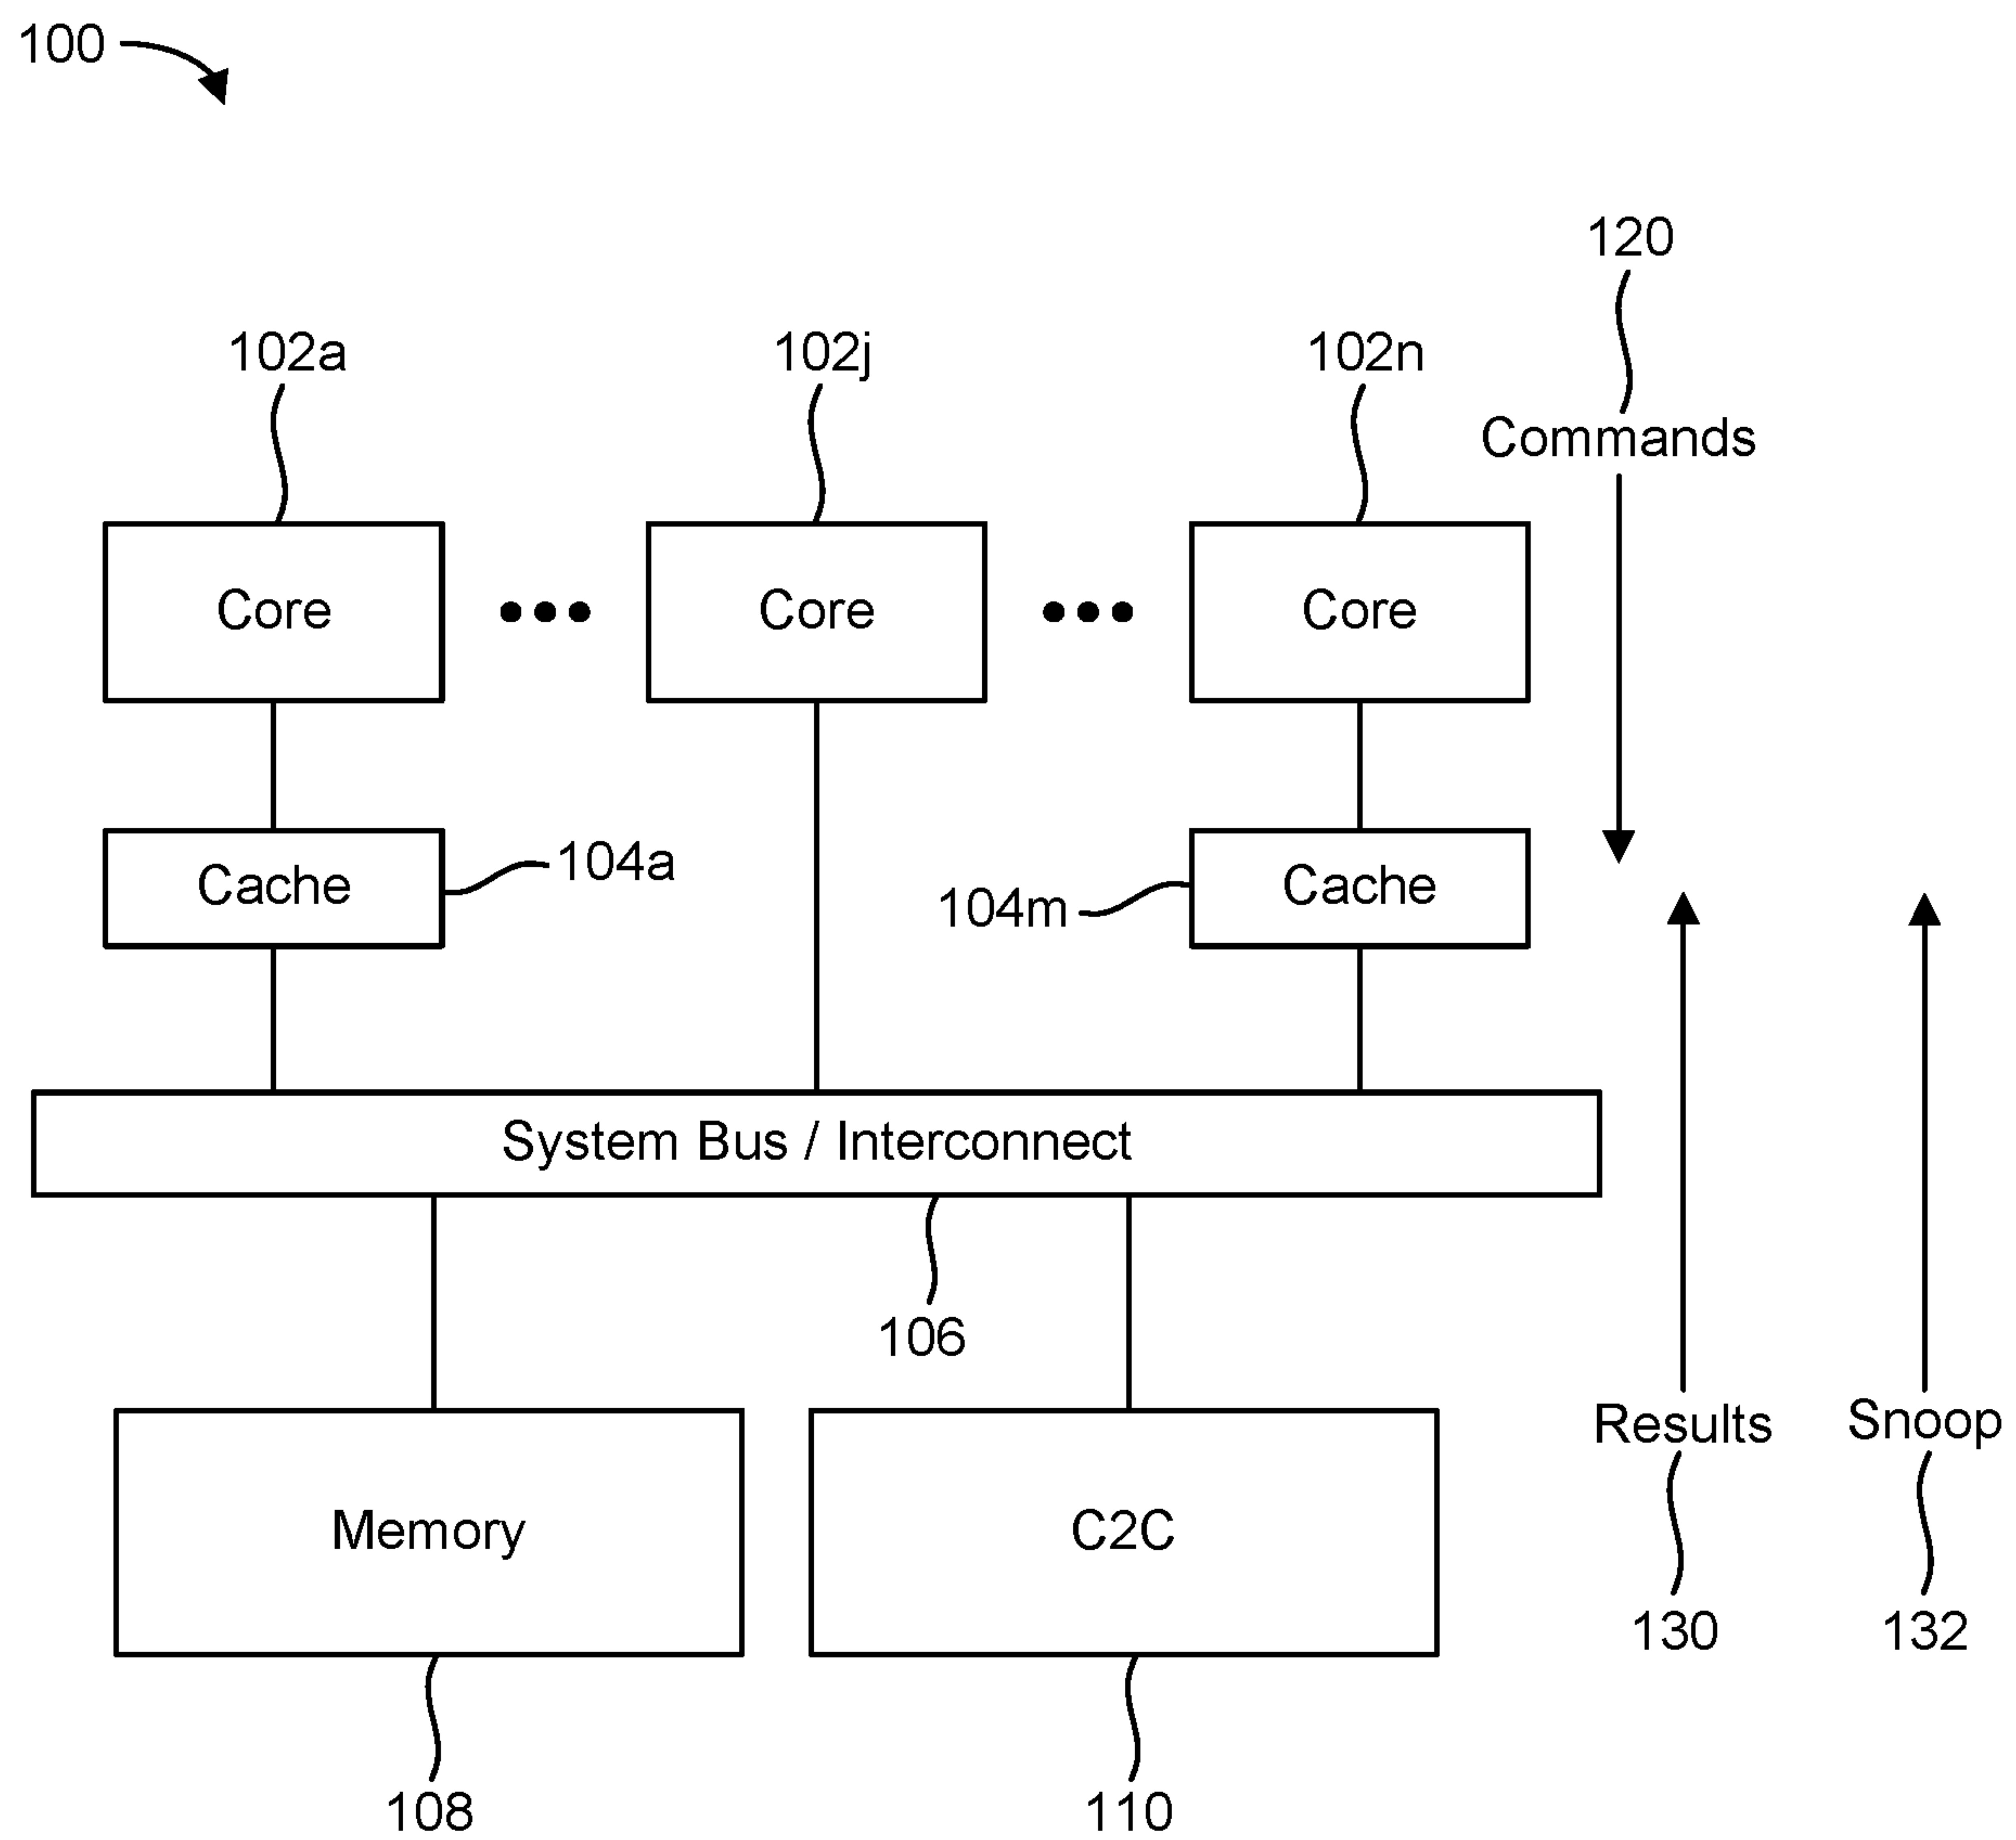 100
120
102a
102j
102n
Commands
Core
Core
Core
104a
Cache
Cache
104m
System Bus / Interconnect
106
Results
Snoop
Memory
C2C
130
132
108
110